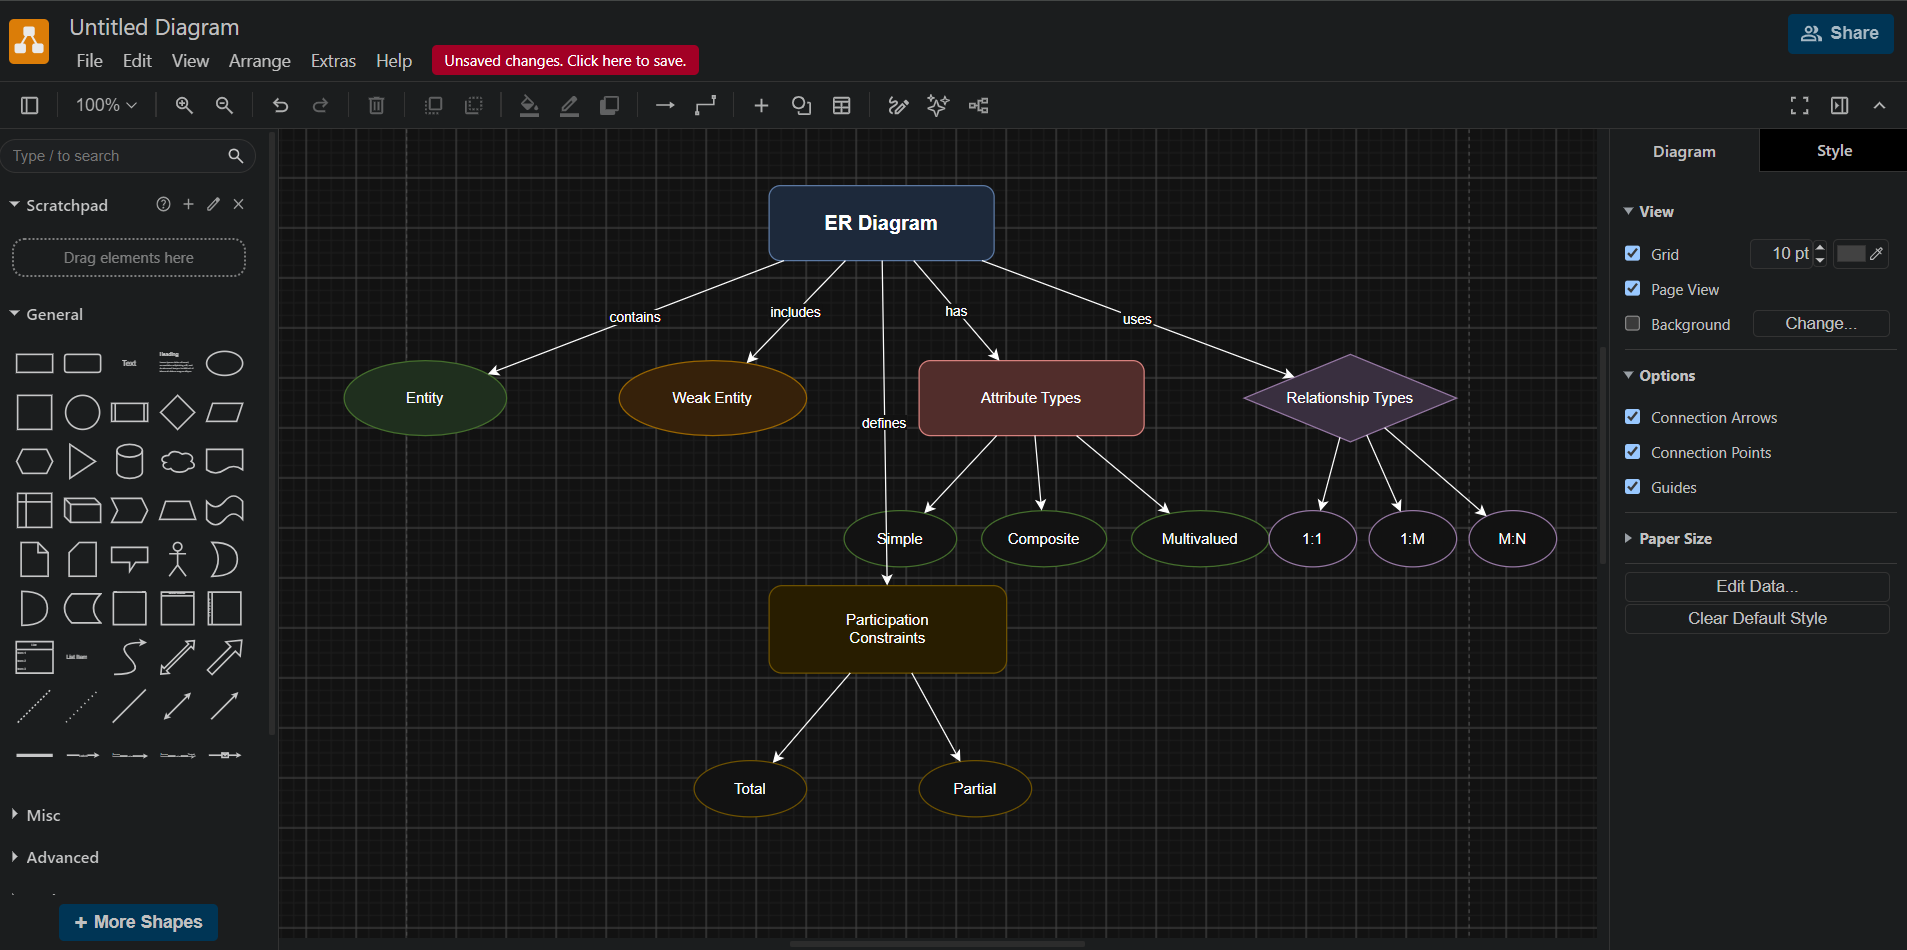 Untitled Diagram
Share
File Edit View Arrange Extras Help
Unsaved changes. Click here to save.
100%
Type / to search
Diagram
Style
Scratchpad
Drag elements here
General
Text
Heading
List Item
Misc
Advanced
+ More Shapes
ER Diagram
contains
includes
has
uses
Entity
Weak Entity
Attribute Types
Relationship Types
defines
Simple
Composite
Multivalued
1:1
1:M
M:N
Participation
Constraints
Total
Partial
View
Grid
10 pt
Page View
Background
Change...
Options
Connection Arrows
Connection Points
Guides
Paper Size
Edit Data...
Clear Default Style